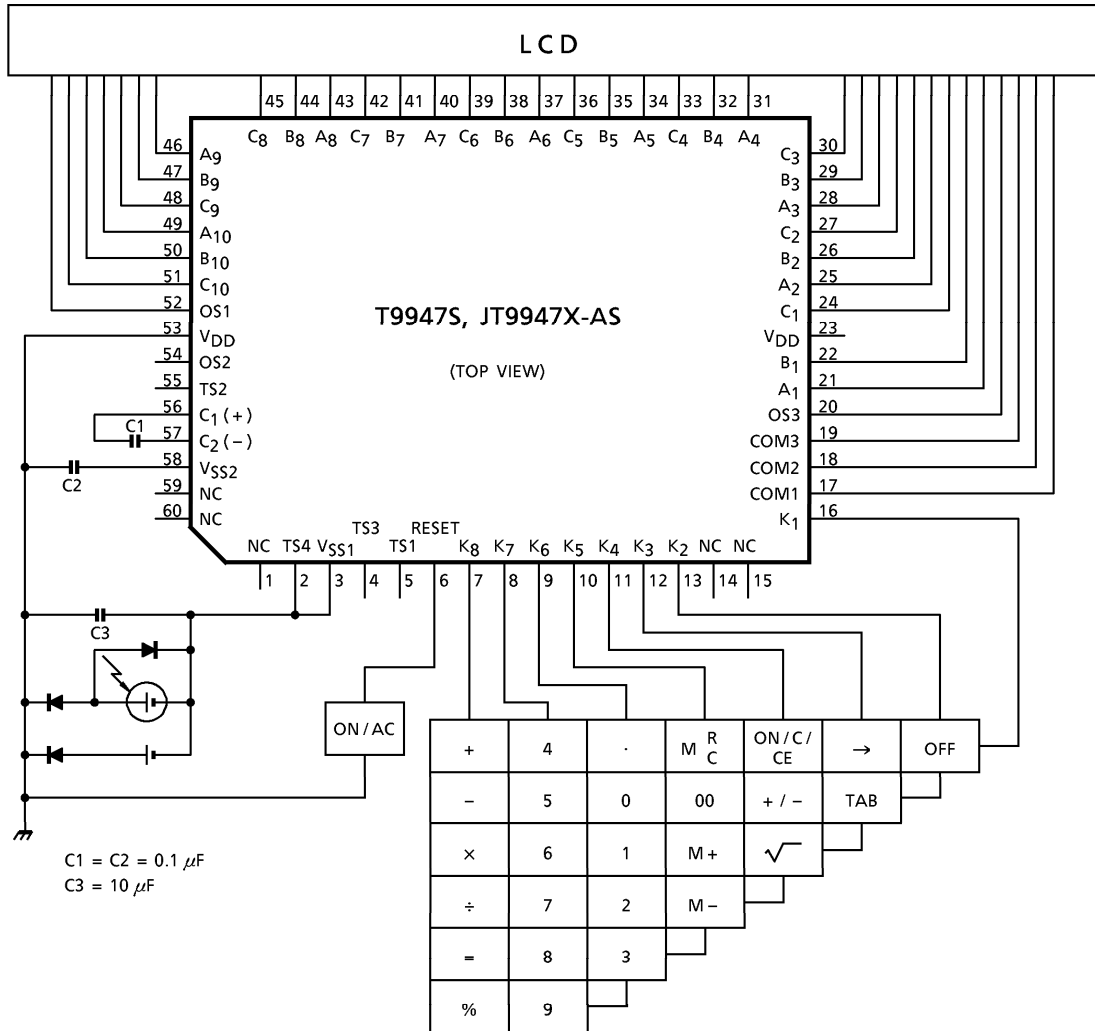 LCD
45 44 43 42 41 40 39 38 37 36 35 34 33 32 31
C8 B8 A8 C7 B7 A7 C6 B6 A6 C5 B5 A5 C4 B4 A4
46 A9
47 B9
48 C9
49 A10
50 B10
51 C10
52 OS1
53 VDD
54 OS2
55 TS2
56 C1 (+)
C1
57 C2 (−)
58 VSS2
C2
59 NC
60 NC
T9947S, JT9947X-AS
(TOP VIEW)
C3 30
B3 29
A3 28
C2 27
B2 26
A2 25
C1 24
VDD 23
B1 22
A1 21
OS3 20
COM3 19
COM2 18
COM1 17
K1 16
NC TS4 VSS1 TS3 TS1 RESET K8 K7 K6 K5 K4 K3 K2 NC NC
1 2 3 4 5 6 7 8 9 10 11 12 13 14 15
C3
ON/AC
+ 4 · M R C ON/C/CE → OFF
− 5 0 00 +/− TAB
× 6 1 M+ √
÷ 7 2 M−
= 8 3
% 9
C1 = C2 = 0.1 μF
C3 = 10 μF